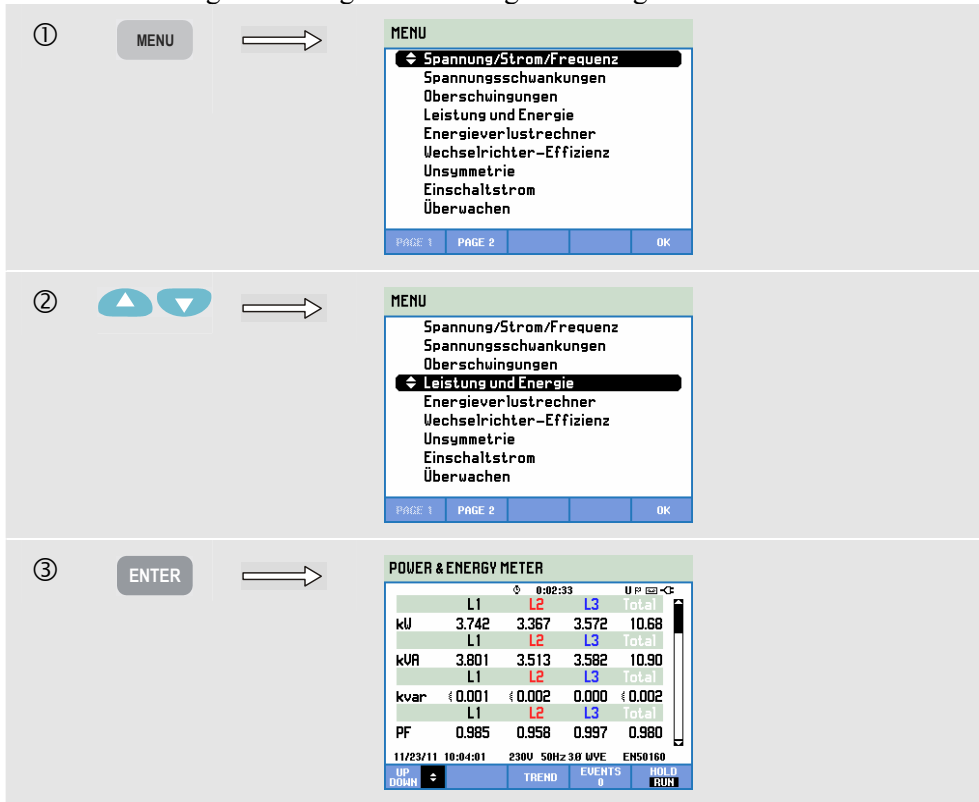 ① MENU
MENU
Spannung/Strom/Frequenz
Spannungsschwankungen
Oberschwingungen
Leistung und Energie
Energieverlustrechner
Wechselrichter-Effizienz
Unsymmetrie
Einschaltstrom
Überwachen
PAGE 1 PAGE 2 OK
②
MENU
Spannung/Strom/Frequenz
Spannungsschwankungen
Oberschwingungen
Leistung und Energie
Energieverlustrechner
Wechselrichter-Effizienz
Unsymmetrie
Einschaltstrom
Überwachen
PAGE 1 PAGE 2 OK
③ ENTER
POWER & ENERGY METER
0:02:33 U
L1 L2 L3 Total
kW 3.742 3.367 3.572 10.68
L1 L2 L3 Total
kVA 3.801 3.513 3.582 10.90
L1 L2 L3 Total
kvar 0.001 0.002 0.000 0.002
L1 L2 L3 Total
PF 0.985 0.958 0.997 0.980
11/23/11 10:04:01 230V 50Hz 3Ø WYE EN50160
UP DOWN TREND EVENTS 0 HOLD RUN